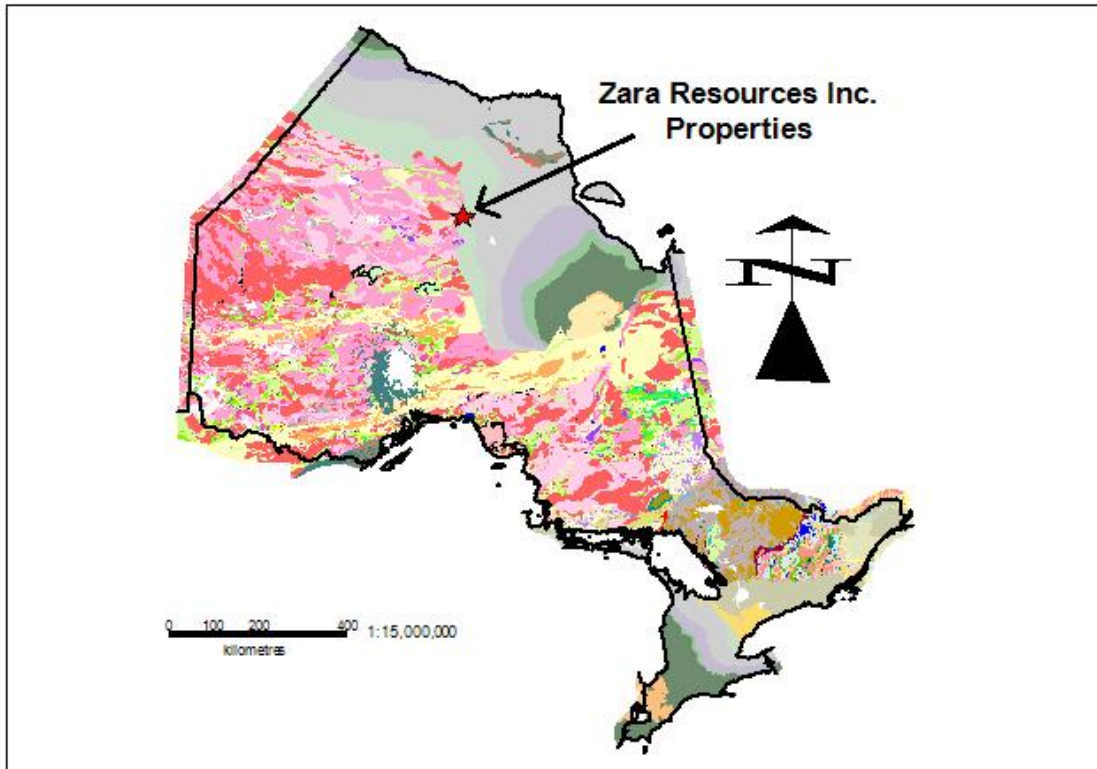 Zara Resources Inc.
Properties
N
0 100 200 400 1:15,000,000
kilometres